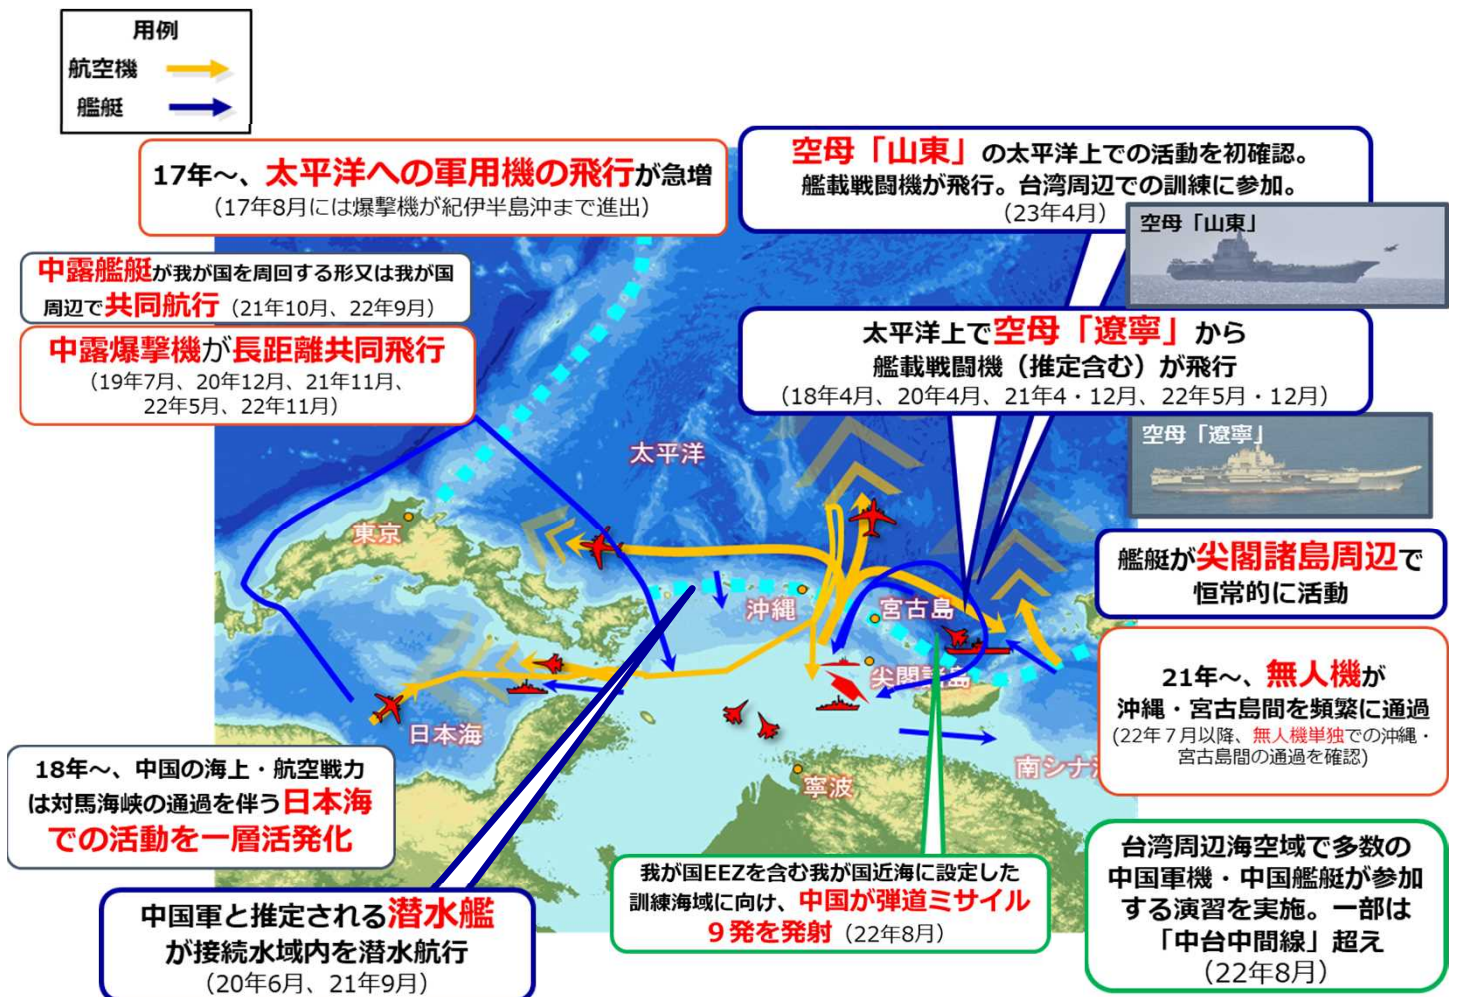 用例
航空機
艦艇
17年～、太平洋への軍用機の飛行が急増
（17年8月には爆撃機が紀伊半島沖まで進出）
空母「山東」の太平洋上での活動を初確認。
艦載戦闘機が飛行。台湾周辺での訓練に参加。
（23年4月）
空母「山東」
中露艦艇が我が国を周回する形又は我が国
周辺で共同航行（21年10月、22年9月）
中露爆撃機が長距離共同飛行
（19年7月、20年12月、21年11月、
22年5月、22年11月）
太平洋上で空母「遼寧」から
艦載戦闘機（推定含む）が飛行
（18年4月、20年4月、21年4・12月、22年5月・12月）
空母「遼寧」
太平洋
東京
沖縄
宮古島
尖閣諸島
日本海
寧波
南シナ
艦艇が尖閣諸島周辺で
恒常的に活動
21年～、無人機が
沖縄・宮古島間を頻繁に通過
(22年７月以降、無人機単独での沖縄・
宮古島間の通過を確認)
18年～、中国の海上・航空戦力
は対馬海峡の通過を伴う日本海
での活動を一層活発化
中国軍と推定される潜水艦
が接続水域内を潜水航行
（20年6月、21年9月）
我が国EEZを含む我が国近海に設定した
訓練海域に向け、中国が弾道ミサイル
９発を発射（22年8月）
台湾周辺海空域で多数の
中国軍機・中国艦艇が参加
する演習を実施。一部は
「中台中間線」超え
（22年8月）